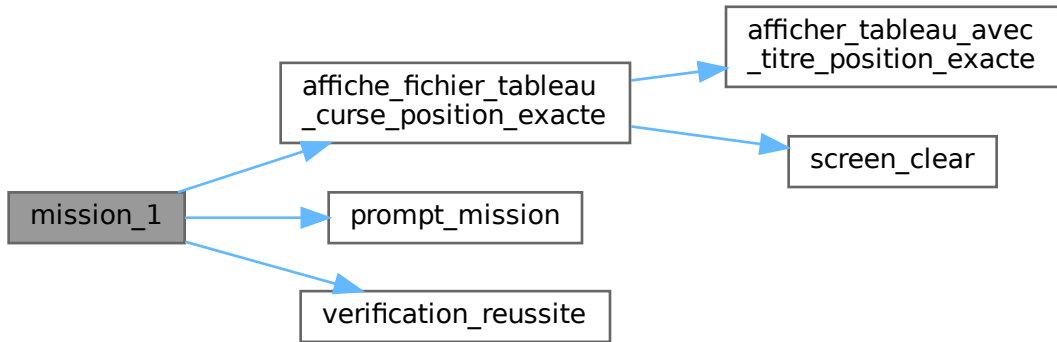 afficher_tableau_avec
_titre_position_exacte
affiche_fichier_tableau
_curse_position_exacte
screen_clear
mission_1
prompt_mission
verification_reussite